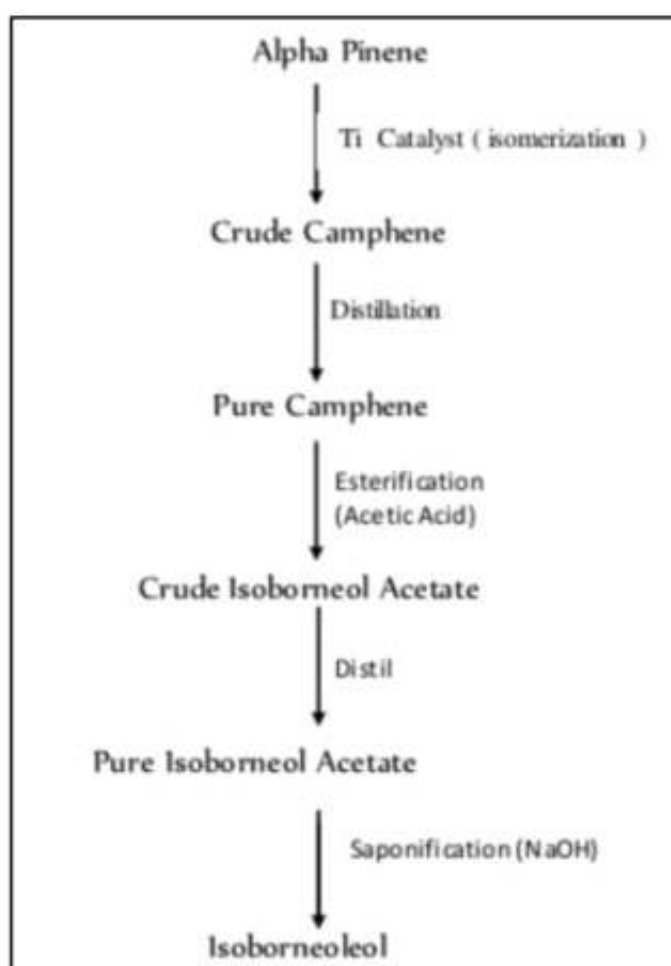 Alpha Pinene
Ti Catalyst ( isomerization )
Crude Camphene
Distillation
Pure Camphene
Esterification
(Acetic Acid)
Crude Isoborneol Acetate
Distil
Pure Isoborneol Acetate
Saponification (NaOH)
Isoborneoleol